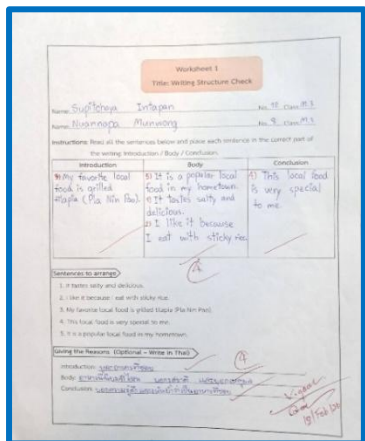 Worksheet 1
Title: Writing Structure Check
Name: Supitchaya Intapan No. Class M.3
Name: Nuannapa Munwong No. 9 Class M.3
Instructions: Read all the sentences below and place each sentence in the correct part of
the writing Introduction / Body / Conclusion.
Introduction
My favorite local
food is grilled
(Pla Nin Pao).
Body
5) It is a popular local
food in my hometown.
1) It tastes salty and
delicious.
2) I like it because
I eat with sticky rice.
Conclusion
4) This local food
is very special
to me.
Sentences to arrange
1. It tastes salty and delicious.
2. I like it because I eat with sticky rice.
3. My favorite local food is grilled tilapia (Pla Nin Pao).
4. This local food is very special to me.
5. It is a popular local food in my hometown.
Giving the Reasons (Optional – Write in Thai)
Introduction:
Body:
Conclusion: